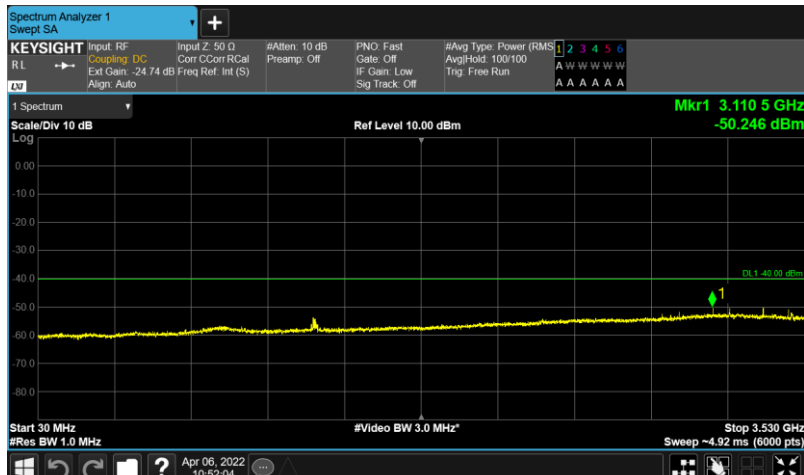 Spectrum Analyzer 1
Swept SA
+
KEYSIGHT
RL
LXI
Input: RF
Coupling: DC
Ext Gain: -24.74 dB
Align: Auto
Input Z: 50 Ω
Corr CCorr RCal
Freq Ref: Int (S)
#Atten: 10 dB
Preamp: Off
PNO: Fast
Gate: Off
IF Gain: Low
Sig Track: Off
#Avg Type: Power (RMS
Avg|Hold: 100/100
Trig: Free Run
1 2 3 4 5 6
A W W W W W
A A A A A A
1 Spectrum
Scale/Div 10 dB
Log
Ref Level 10.00 dBm
Mkr1 3.110 5 GHz
-50.246 dBm
0.00
-10.0
-20.0
-30.0
-40.0
-50.0
-60.0
-70.0
-80.0
DL1 -40.00 dBm
1
Start 30 MHz
#Res BW 1.0 MHz
#Video BW 3.0 MHz*
Stop 3.530 GHz
Sweep ~4.92 ms (6000 pts)
?
Apr 06, 2022
10:52:04